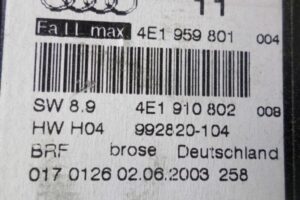 11
Fa LL max 4E1 959 801 004
SW 8.9 4E1 910 802 00B
HW H04 992820-104
BRF brose Deutschland
017 0126 02.06.2003 258